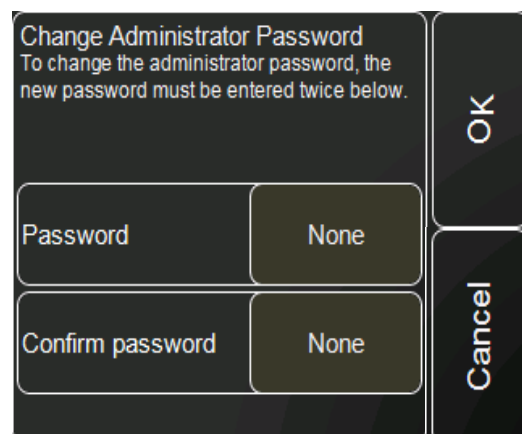 Change Administrator Password
To change the administrator password, the
new password must be entered twice below.
OK
Password None
Confirm password None
Cancel